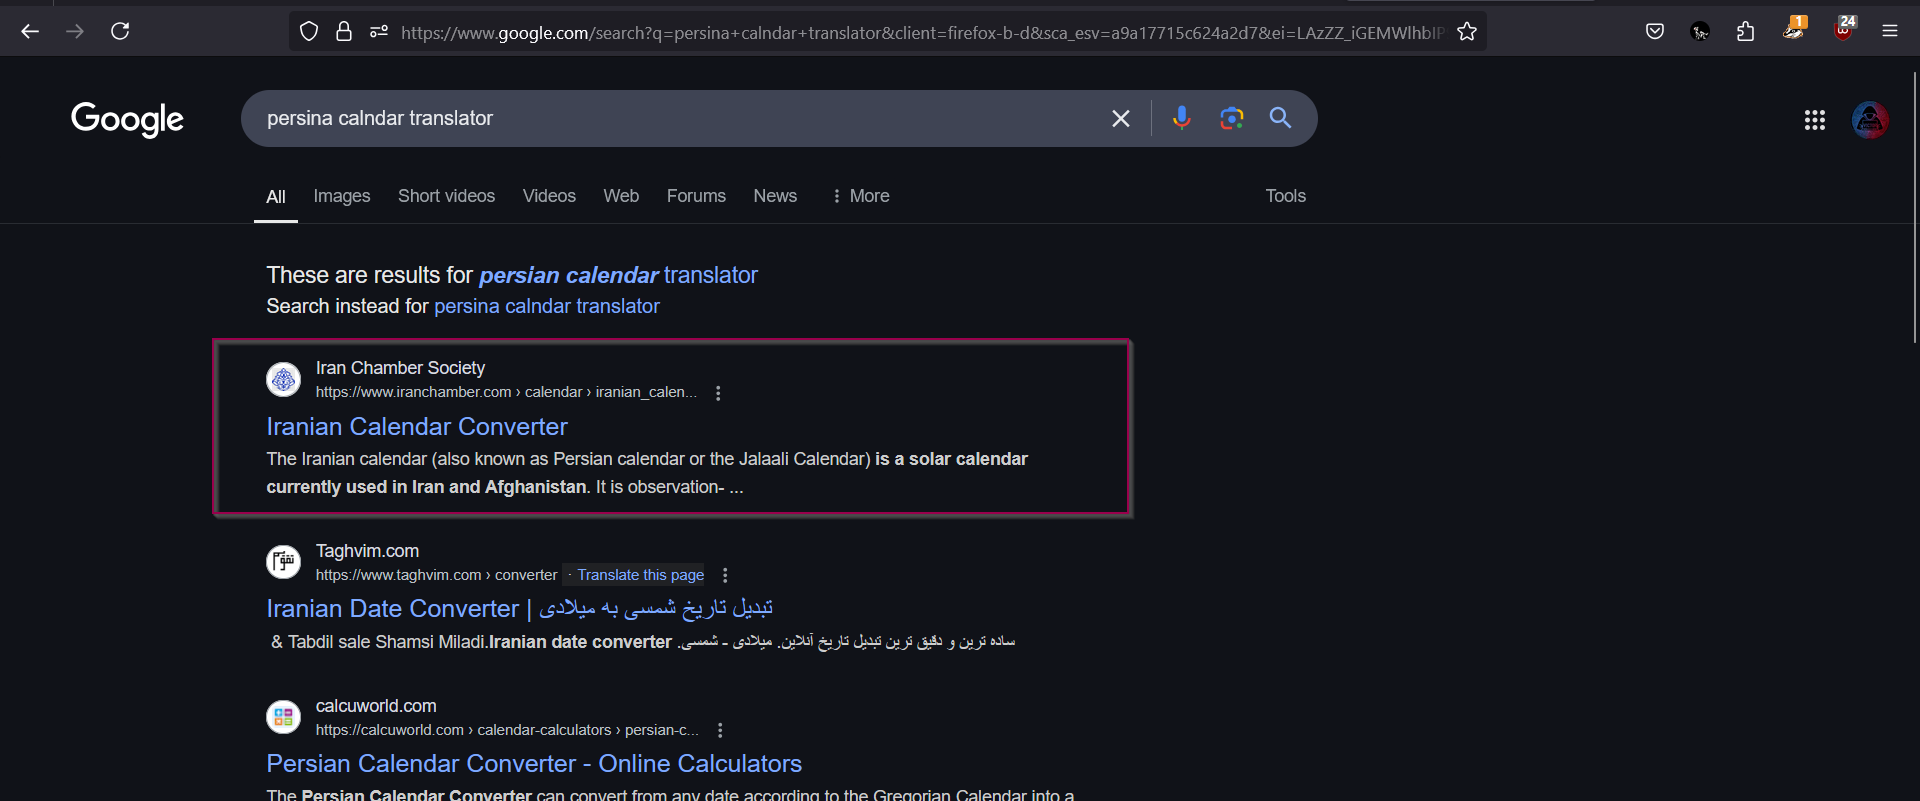 https://www.google.com/search?q=persina+calndar+translator&client=firefox-b-d&sca_esv=a9a17715c624a2d7&ei=LAzZZ_iGEMWlhbIP
1
24
Google
persina calndar translator
All Images Short videos Videos Web Forums News More Tools
These are results for persian calendar translator
Search instead for persina calndar translator
Iran Chamber Society
https://www.iranchamber.com › calendar › iranian_calen...
Iranian Calendar Converter
The Iranian calendar (also known as Persian calendar or the Jalaali Calendar) is a solar calendar
currently used in Iran and Afghanistan. It is observation- ...
تقویم
Taghvim.com
https://www.taghvim.com › converter · Translate this page
Iranian Date Converter | تبدیل تاریخ شمسی به میلادی
ساده ترین و دقیق ترین تبدیل تاریخ آنلاین. میلادی - شمسی. Iranian date converter.& Tabdil sale Shamsi Miladi
calcuworld.com
https://calcuworld.com › calendar-calculators › persian-c...
Persian Calendar Converter - Online Calculators
The Persian Calendar Converter can convert from any date according to the Gregorian Calendar into a